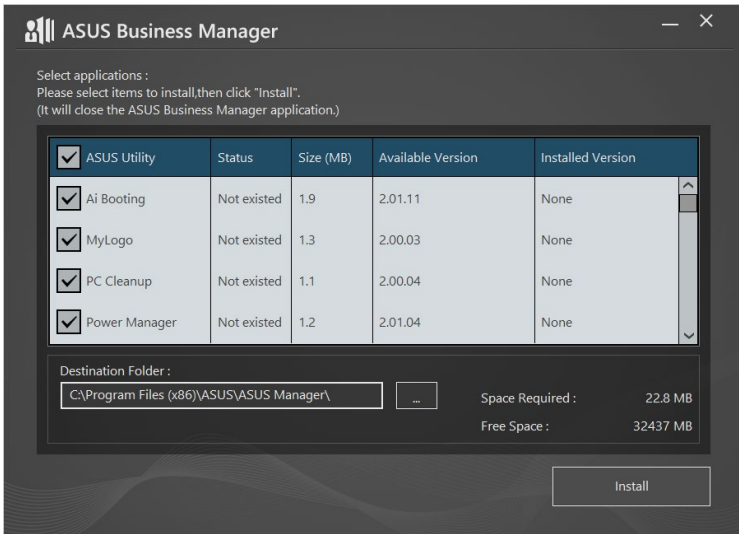 ASUS Business Manager
Select applications :
Please select items to install,then click "Install".
(It will close the ASUS Business Manager application.)
ASUS Utility Status Size (MB) Available Version Installed Version
Ai Booting Not existed 1.9 2.01.11 None
MyLogo Not existed 1.3 2.00.03 None
PC Cleanup Not existed 1.1 2.00.04 None
Power Manager Not existed 1.2 2.01.04 None
Destination Folder :
C:\Program Files (x86)\ASUS\ASUS Manager\ ... Space Required : 22.8 MB
Free Space : 32437 MB
Install